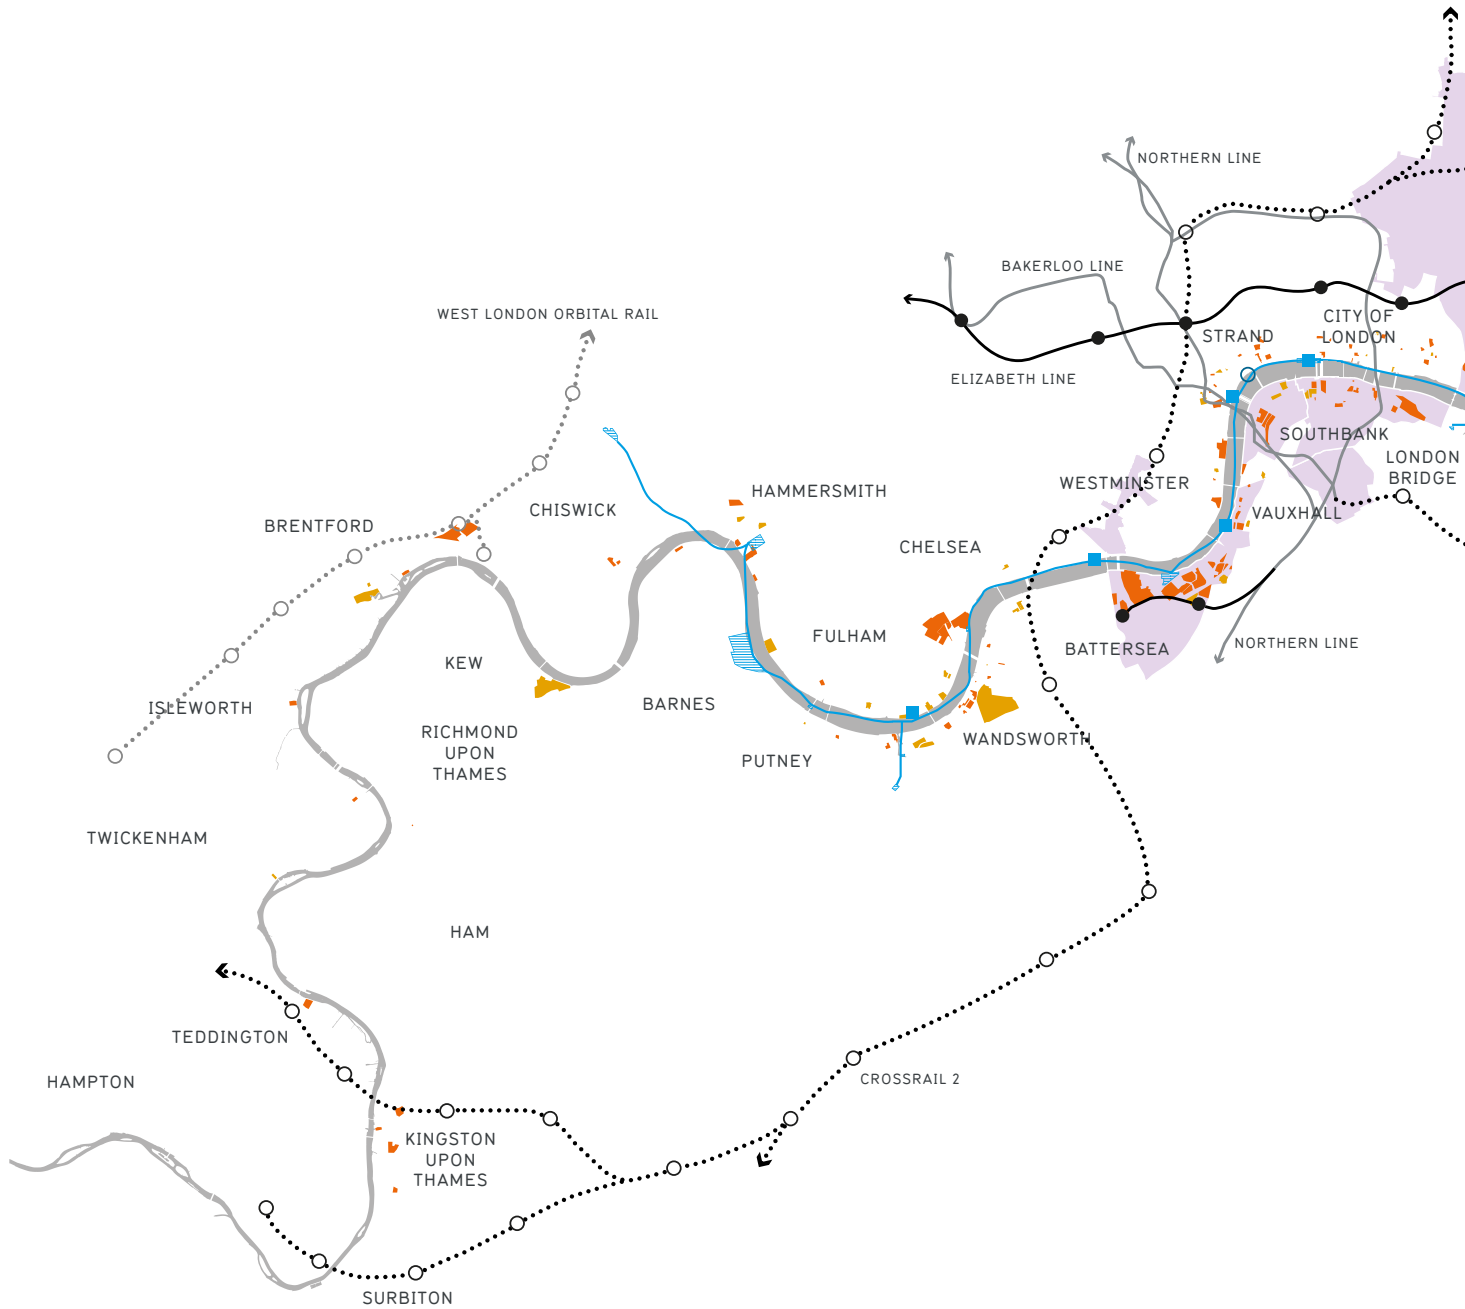 NORTHERN LINE
BAKERLOO LINE
WEST LONDON ORBITAL RAIL
STRAND
CITY OF
LONDON
ELIZABETH LINE
SOUTHBANK
LONDON
BRIDGE
WESTMINSTER
HAMMERSMITH
CHISWICK
VAUXHALL
BRENTFORD
CHELSEA
FULHAM
BATTERSEA
NORTHERN LINE
KEW
ISLEWORTH
BARNES
RICHMOND
UPON
THAMES
WANDSWORTH
PUTNEY
TWICKENHAM
HAM
TEDDINGTON
HAMPTON
CROSSRAIL 2
KINGSTON
UPON
THAMES
SURBITON